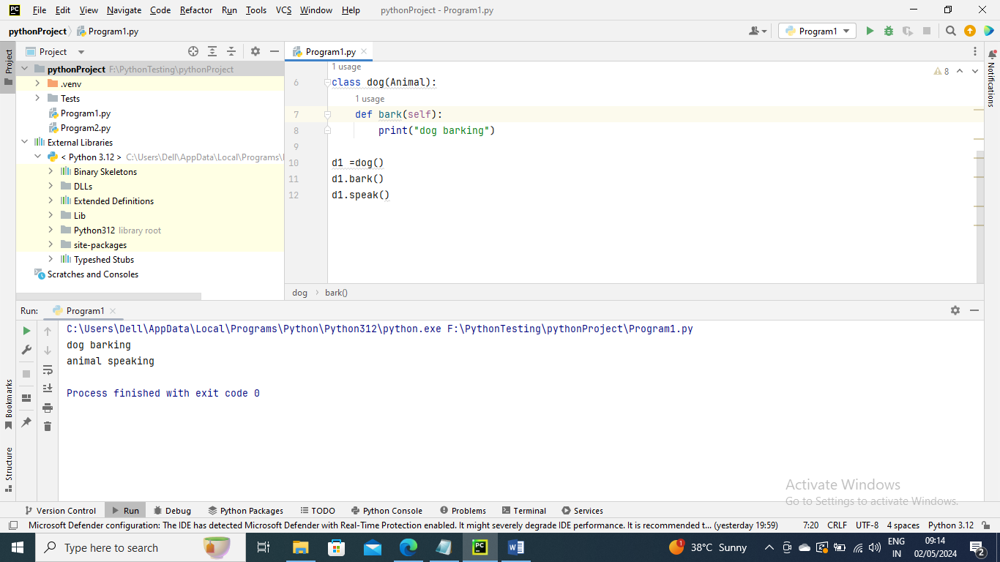 PC File Edit View Navigate Code Refactor Run Tools VCS Window Help pythonProject - Program1.py
pythonProject Program1.py Program1
Project
Project
pythonProject F:\PythonTesting\pythonProject
.venv
Tests
Program1.py
Program2.py
External Libraries
< Python 3.12 > C:\Users\Dell\AppData\Local\Programs\
Binary Skeletons
DLLs
Extended Definitions
Lib
Python312 library root
site-packages
Typeshed Stubs
Scratches and Consoles
Program1.py
1 usage
8
6 class dog(Animal):
1 usage
7 def bark(self):
8 print("dog barking")
9
10 d1 =dog()
11 d1.bark()
12 d1.speak()
dog bark()
Notifications
Run: Program1
C:\Users\Dell\AppData\Local\Programs\Python\Python312\python.exe F:\PythonTesting\pythonProject\Program1.py
dog barking
animal speaking
Process finished with exit code 0
Bookmarks
Structure
Activate Windows
Go to Settings to activate Windows.
Version Control Run Debug Python Packages TODO Python Console Problems Terminal Services
Microsoft Defender configuration: The IDE has detected Microsoft Defender with Real-Time Protection enabled. It might severely degrade IDE performance. It is recommended t... (yesterday 19:59) 7:20 CRLF UTF-8 4 spaces Python 3.12
Type here to search
PC
W
1
38°C Sunny
ENG
IN
09:14
02/05/2024
2